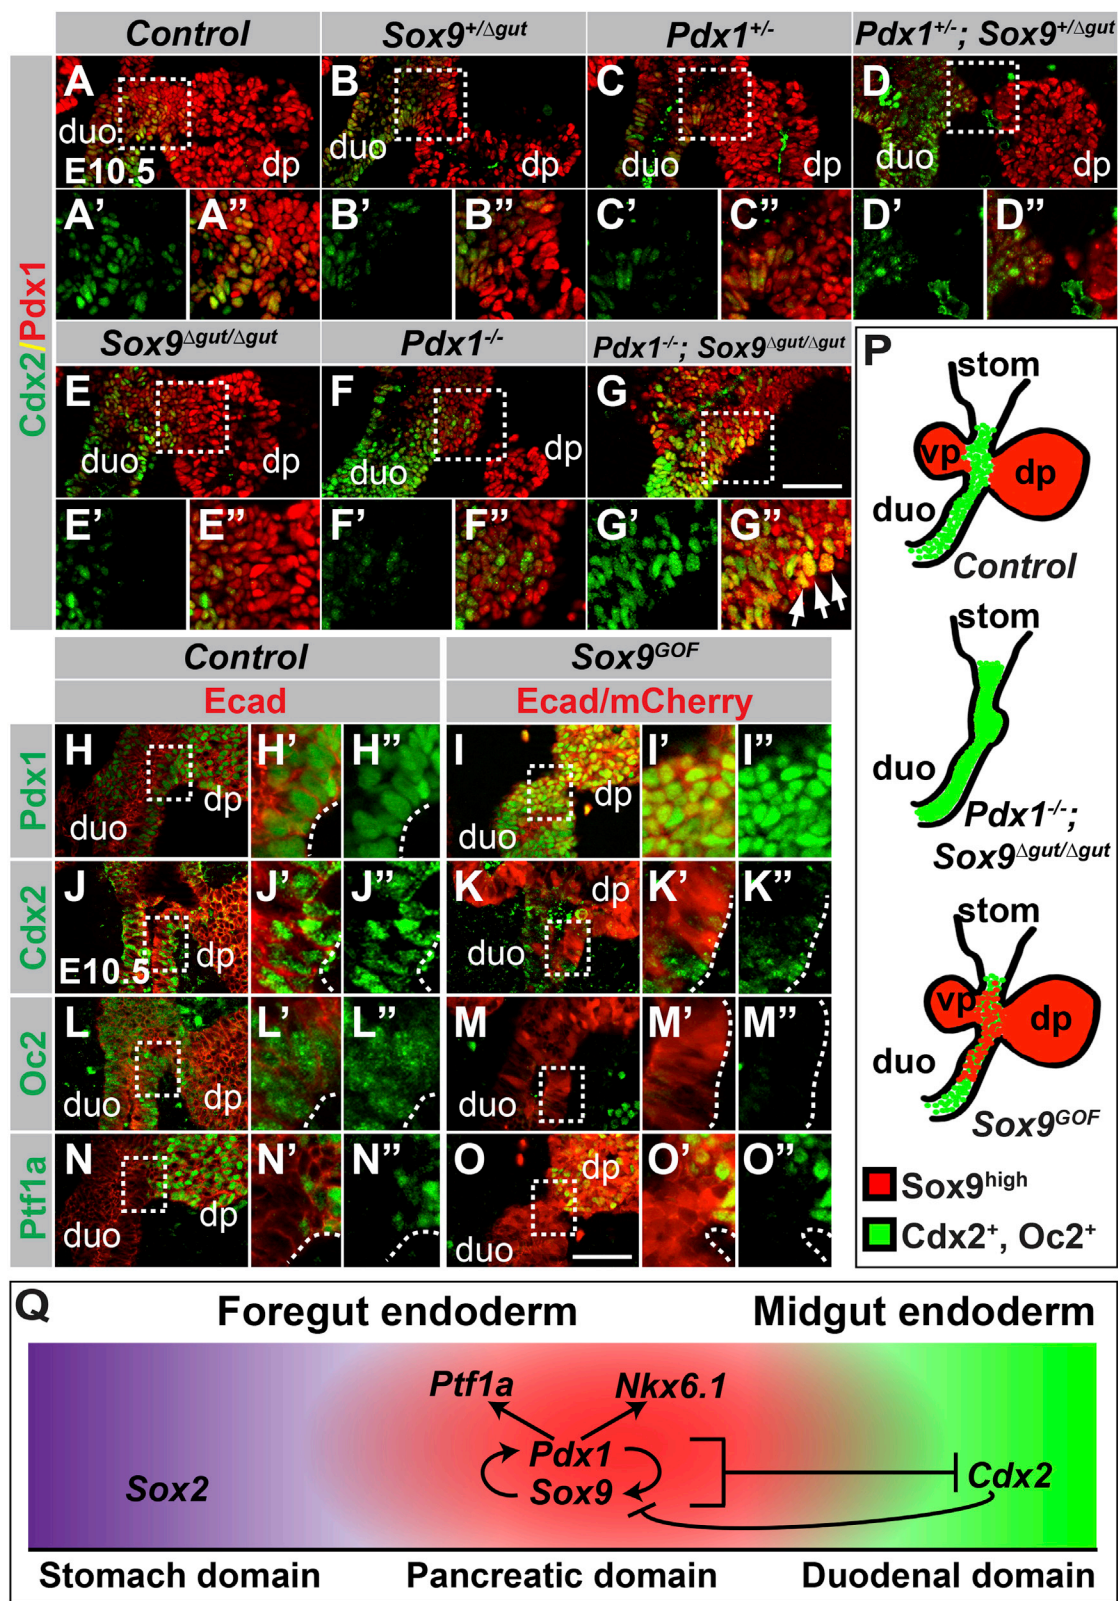 Control
Sox9+/Δgut
Pdx1+/-
Pdx1+/-; Sox9+/Δgut
Cdx2/Pdx1
A
duo
E10.5
dp
B
duo
dp
C
duo
dp
D
duo
dp
A’
A”
B’
B”
C’
C”
D’
D”
Sox9Δgut/Δgut
Pdx1-/-
Pdx1-/-; Sox9Δgut/Δgut
E
duo
dp
F
duo
dp
G
E’
E”
F’
F”
G’
G”
P
stom
vp
dp
duo
Control
stom
duo
Pdx1-/-;
Sox9Δgut/Δgut
stom
vp
dp
duo
Sox9GOF
Sox9high
Cdx2+, Oc2+
Control
Sox9GOF
Ecad
Ecad/mCherry
Pdx1
H
duo
dp
H’
H”
I
duo
dp
I’
I”
Cdx2
J
E10.5
dp
J’
J”
K
duo
dp
K’
K”
Oc2
L
duo
dp
L’
L”
M
duo
M’
M”
Ptf1a
N
duo
dp
N’
N”
O
duo
dp
O’
O”
Q
Foregut endoderm
Midgut endoderm
Ptf1a
Nkx6.1
Pdx1
Sox9
Sox2
Cdx2
Stomach domain
Pancreatic domain
Duodenal domain